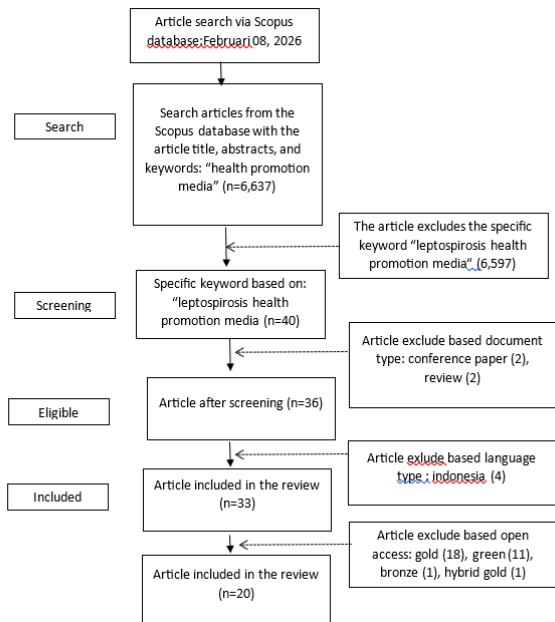 Article search via Scopus
database:Februari 08, 2026
Search
Search articles from the
Scopus database with the
article title, abstracts, and
keywords: “health promotion
media” (n=6,637)
The article excludes the specific
keyword “leptospirosis health
promotion media“ (6,597)
Screening
Specific keyword based on:
“leptospirosis health
promotion media (n=40)
Article exclude based document
type: conference paper (2),
review (2)
Eligible
Article after screening (n=36)
Article exlude based language
type : indonesia (4)
Included
Article included in the review
(n=33)
Article exclude based open
access: gold (18), green (11),
bronze (1), hybrid gold (1)
Article included in the review
(n=20)